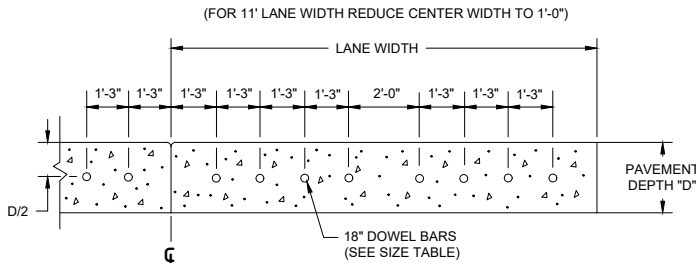 (FOR 11' LANE WIDTH REDUCE CENTER WIDTH TO 1'-0")
LANE WIDTH
1'-3" 1'-3" 1'-3" 1'-3" 1'-3" 1'-3" 2'-0" 1'-3" 1'-3" 1'-3"
PAVEMENT
DEPTH "D"
D/2
18" DOWEL BARS
(SEE SIZE TABLE)
℄